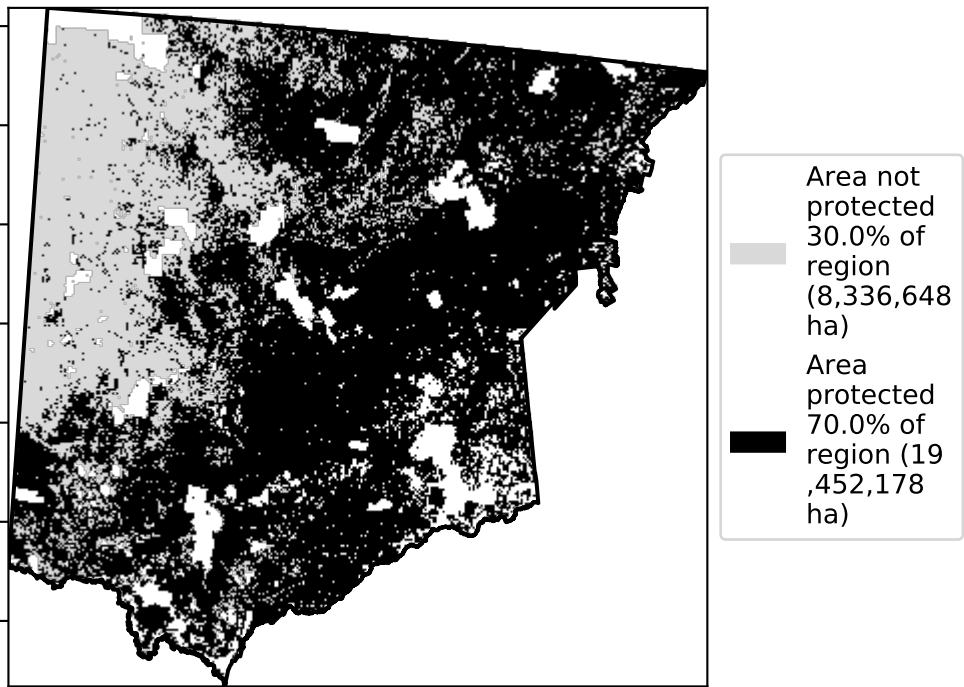 Area not
protected
30.0% of
region
(8,336,648
ha)
Area
protected
70.0% of
region (19
,452,178
ha)